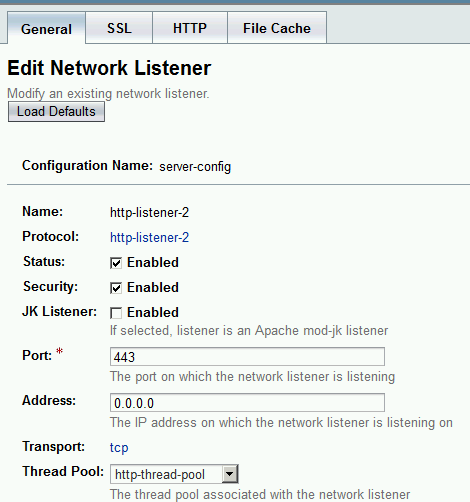 General SSL HTTP File Cache
Edit Network Listener
Modify an existing network listener.
Load Defaults
Configuration Name: server-config
Name: http-listener-2
Protocol: http-listener-2
Status: Enabled
Security: Enabled
JK Listener: Enabled
If selected, listener is an Apache mod-jk listener
Port: * 443
The port on which the network listener is listening
Address: 0.0.0.0
The IP address on which the network listener is listening on
Transport: tcp
Thread Pool: http-thread-pool
The thread pool associated with the network listener